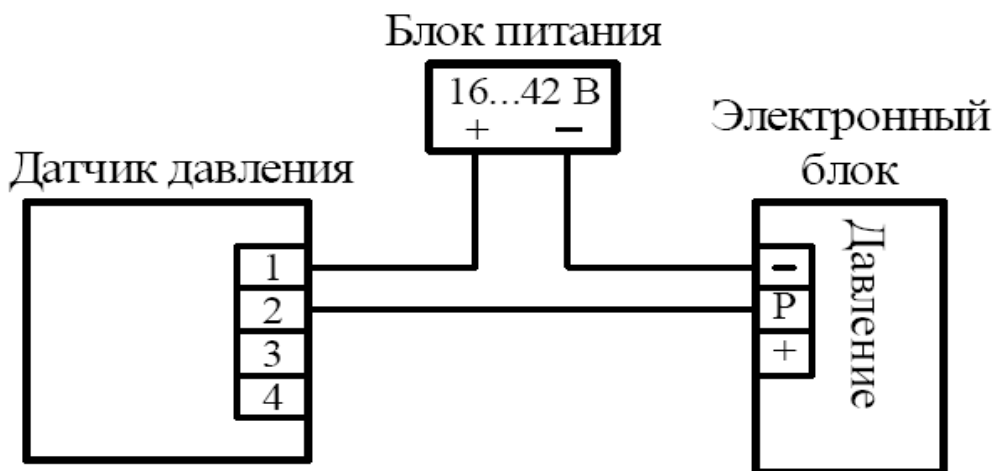 Блок питания
16...42 В
+ −
Электронный
блок
Датчик давления
1
2
3
4
−
Р
+
Давление